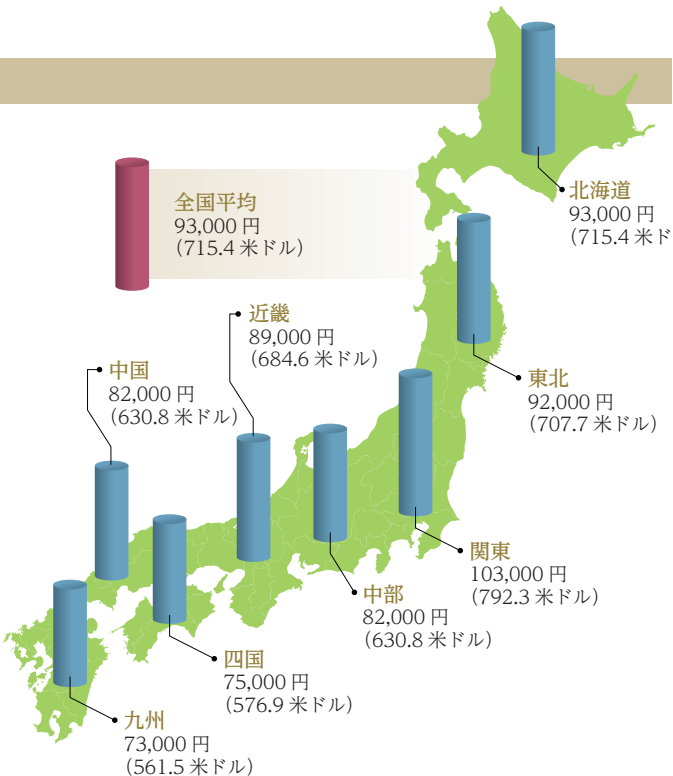 北海道
93,000 円
（715.4 米ド
全国平均
93,000 円
（715.4 米ドル）
近畿
89,000 円
（684.6 米ドル）
中国
82,000 円
（630.8 米ドル）
東北
92,000 円
（707.7 米ドル）
関東
103,000 円
（792.3 米ドル）
中部
82,000 円
（630.8 米ドル）
四国
75,000 円
（576.9 米ドル）
九州
73,000 円
（561.5 米ドル）